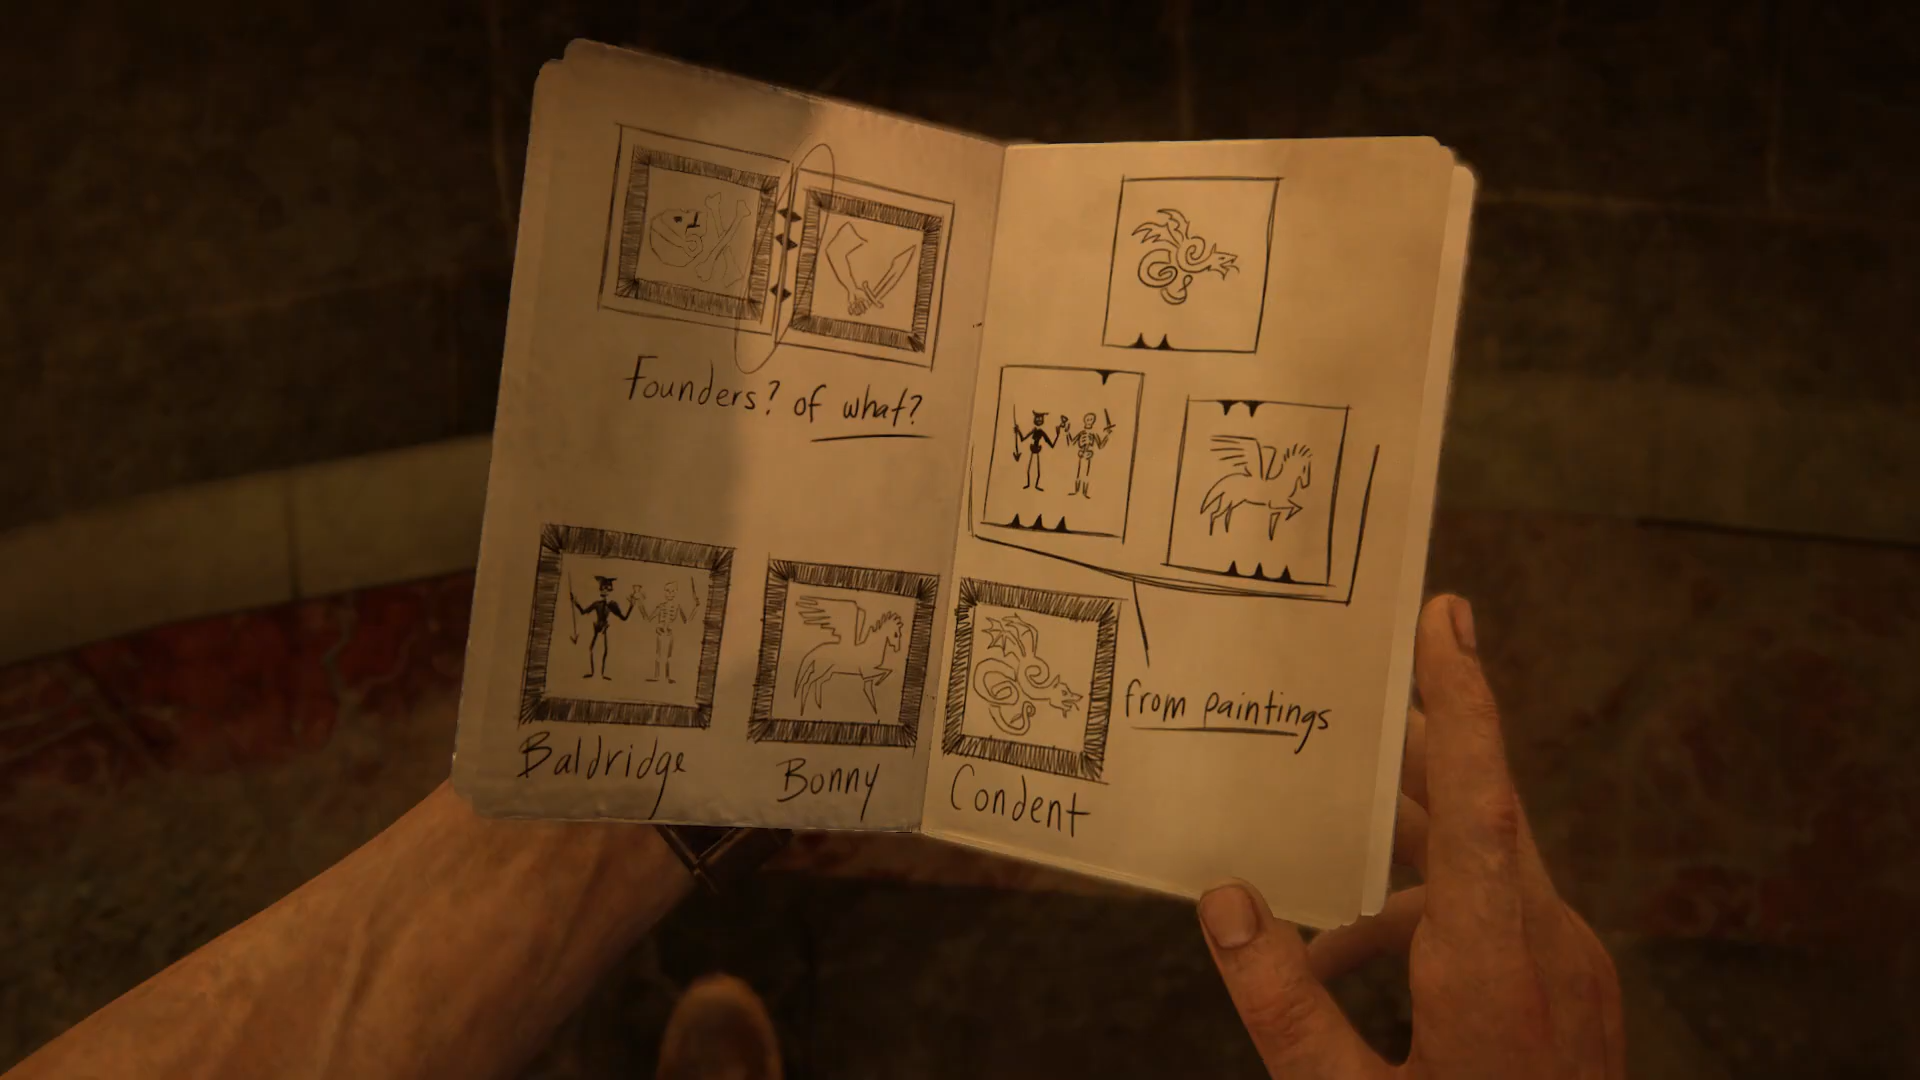 Founders? of what?
Baldridge
Bonny
Condent
from paintings